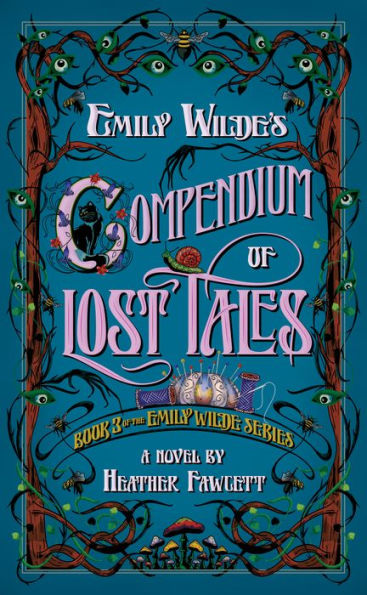 Emily Wilde's
Compendium
of
Lost Tales
Book 3 of the Emily Wilde Series
A Novel by
Heather Fawcett